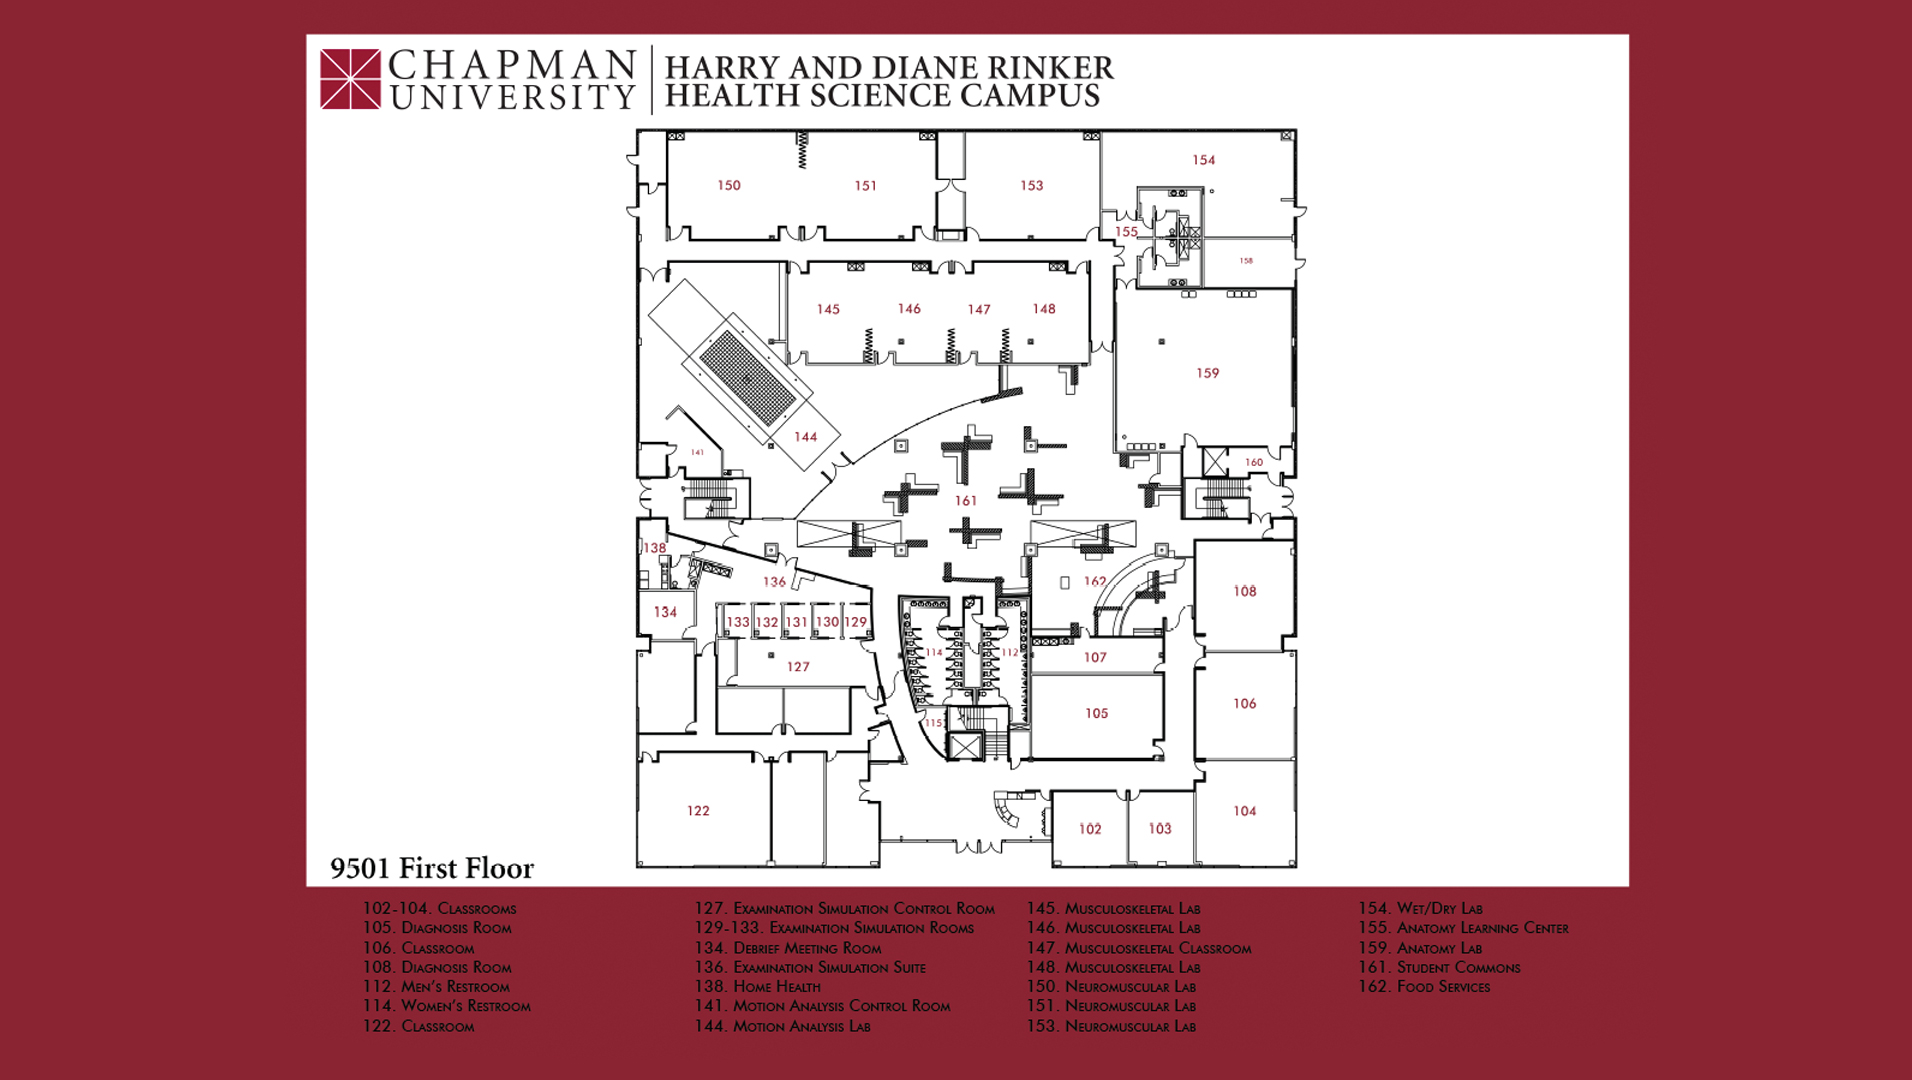 CHAPMAN
UNIVERSITY
HARRY AND DIANE RINKER
HEALTH SCIENCE CAMPUS
154
150
151
153
155
158
145
146
147
148
159
144
141
160
161
138
136
162
108
134
133
132
131
130
129
114
112
107
127
106
105
115
122
104
102
103
9501 First Floor
102-104. Classrooms
105. Diagnosis Room
106. Classroom
108. Diagnosis Room
112. Men's Restroom
114. Women's Restroom
122. Classroom
127. Examination Simulation Control Room
129-133. Examination Simulation Rooms
134. Debrief Meeting Room
136. Examination Simulation Suite
138. Home Health
141. Motion Analysis Control Room
144. Motion Analysis Lab
145. Musculoskeletal Lab
146. Musculoskeletal Lab
147. Musculoskeletal Classroom
148. Musculoskeletal Lab
150. Neuromuscular Lab
151. Neuromuscular Lab
153. Neuromuscular Lab
154. Wet/Dry Lab
155. Anatomy Learning Center
159. Anatomy Lab
161. Student Commons
162. Food Services